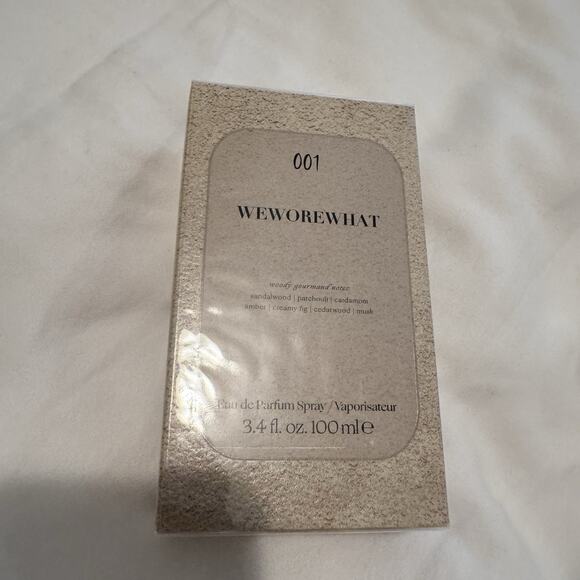 001
WEWOREWHAT
woody gourmand notes:
sandalwood | patchouli | cardamom
amber | creamy fig | cedarwood | musk
Eau de Parfum Spray / Vaporisateur
3.4 fl. oz. 100 ml ℮